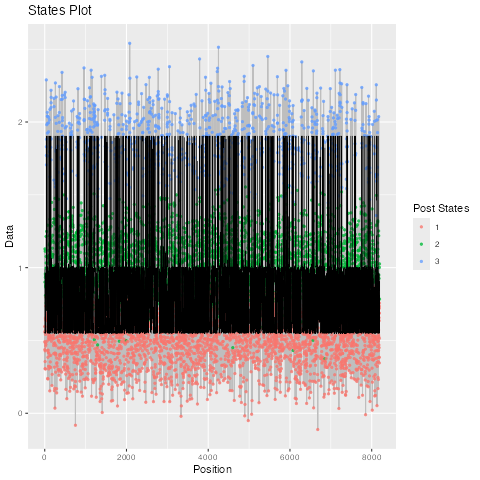 States Plot
Data
2
1
0
0
2000
4000
6000
8000
Position
Post States
1
2
3